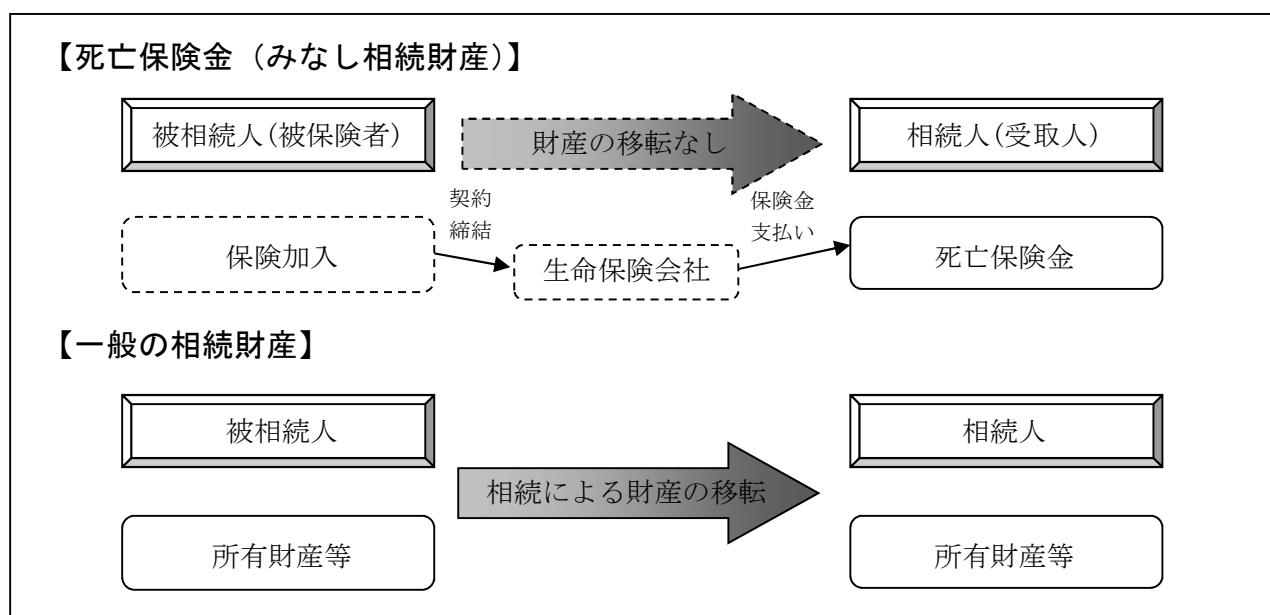 【死亡保険金（みなし相続財産）】
被相続人(被保険者)
財産の移転なし
相続人(受取人)
契約
締結
保険金
支払い
保険加入
生命保険会社
死亡保険金
【一般の相続財産】
被相続人
相続人
相続による財産の移転
所有財産等
所有財産等